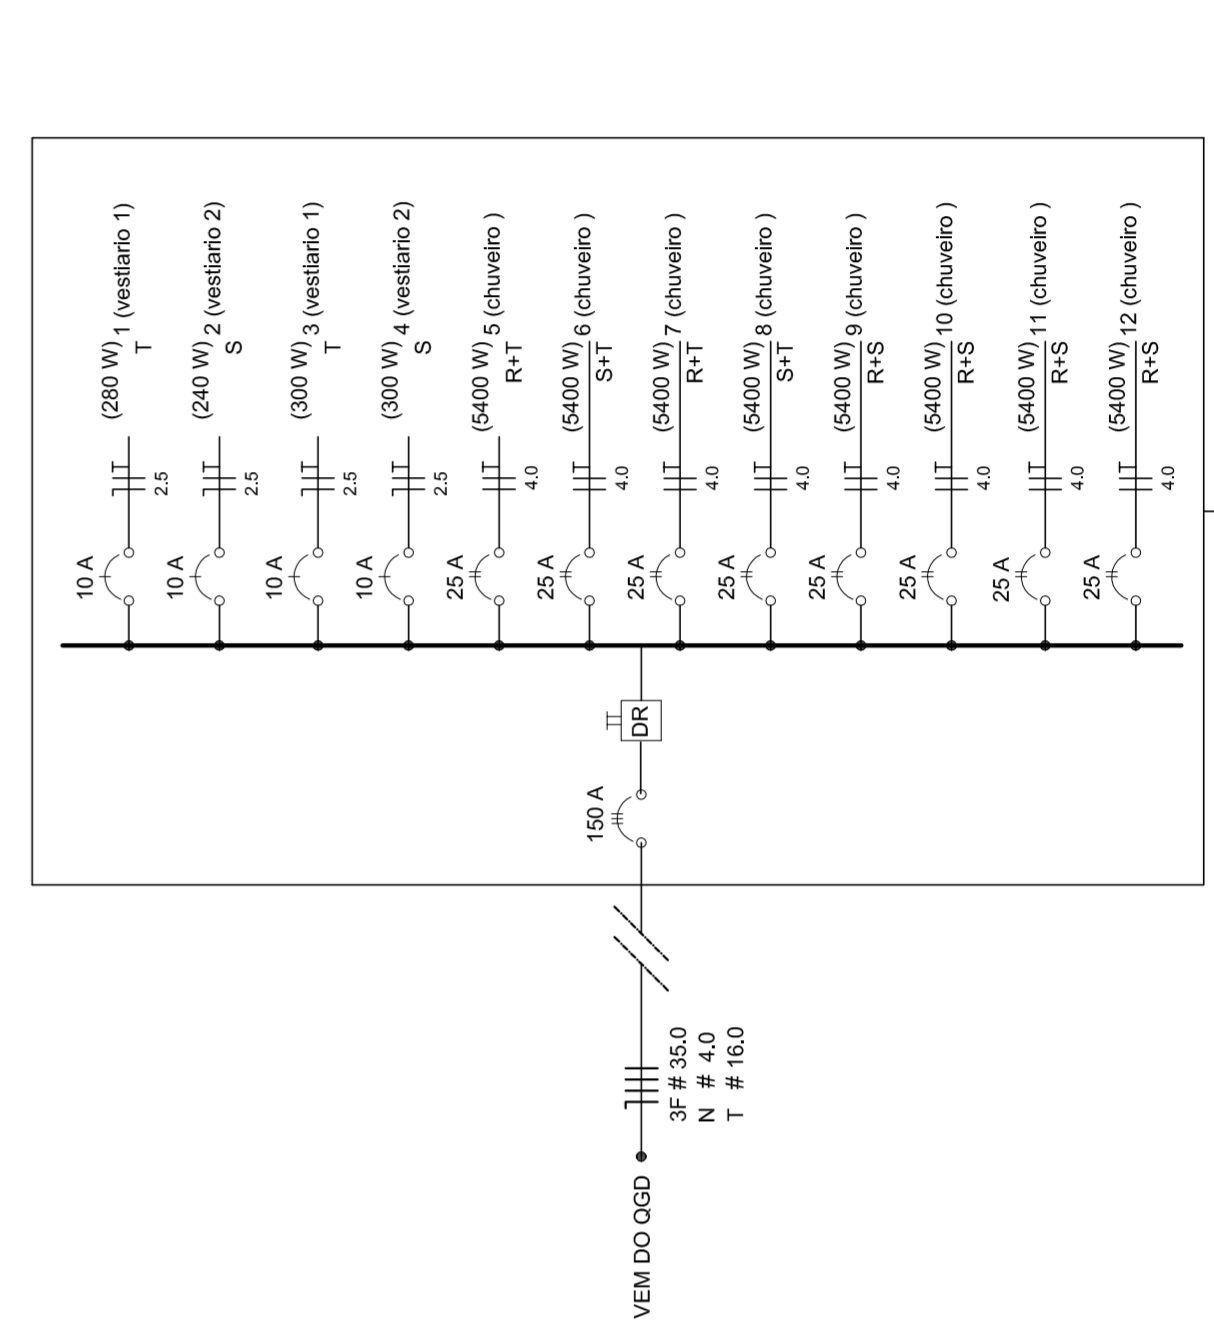 (280 W) 1 (vestiario 1)
T
2.5
10 A
(240 W) 2 (vestiario 2)
S
2.5
10 A
(300 W) 3 (vestiario 1)
T
2.5
10 A
(300 W) 4 (vestiario 2)
S
2.5
10 A
(5400 W) 5 (chuveiro )
R+T
4.0
25 A
(5400 W) 6 (chuveiro )
S+T
4.0
25 A
(5400 W) 7 (chuveiro )
R+T
4.0
25 A
(5400 W) 8 (chuveiro )
S+T
4.0
25 A
(5400 W) 9 (chuveiro )
R+S
4.0
25 A
(5400 W) 10 (chuveiro )
R+S
4.0
25 A
(5400 W) 11 (chuveiro )
R+S
4.0
25 A
(5400 W) 12 (chuveiro )
R+S
4.0
25 A
DR
150 A
3F # 35.0
N # 4.0
T # 16.0
VEM DO QGD